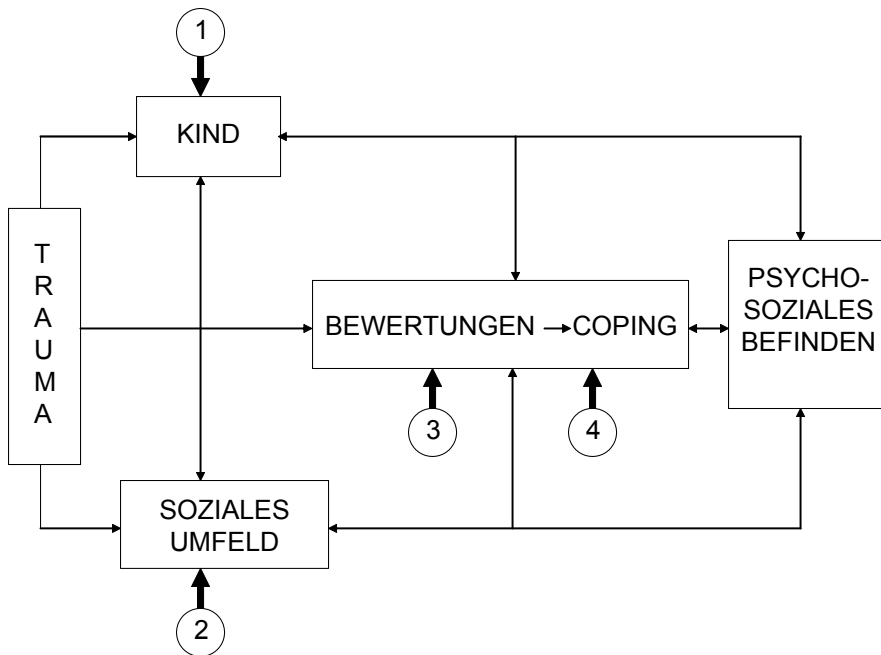 1
KIND
T
R
A
U
M
A
BEWERTUNGEN → COPING
PSYCHO-
SOZIALES
BEFINDEN
3
4
SOZIALES
UMFELD
2